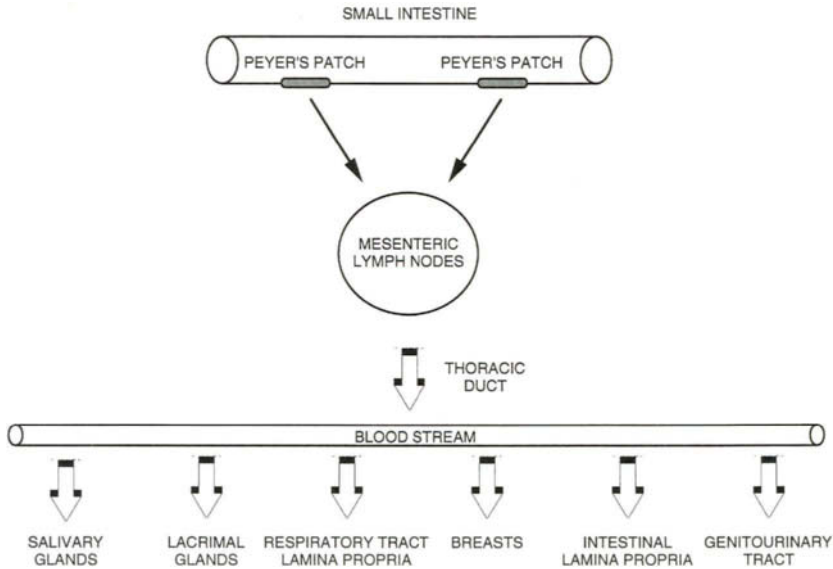 SMALL INTESTINE
PEYER'S PATCH PEYER'S PATCH
MESENTERIC
LYMPH NODES
THORACIC
DUCT
BLOOD STREAM
SALIVARY
GLANDS
LACRIMAL
GLANDS
RESPIRATORY TRACT
LAMINA PROPRIA
BREASTS
INTESTINAL
LAMINA PROPRIA
GENITOURINARY
TRACT